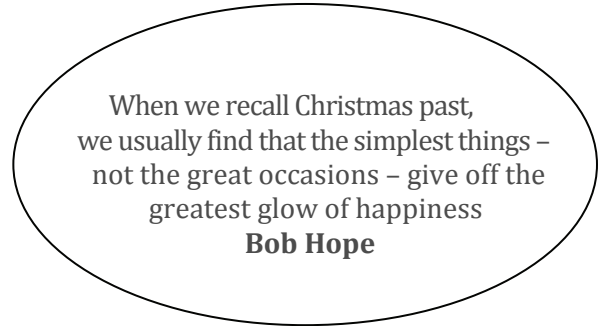 When we recall Christmas past,
we usually find that the simplest things –
not the great occasions – give off the
greatest glow of happiness
Bob Hope